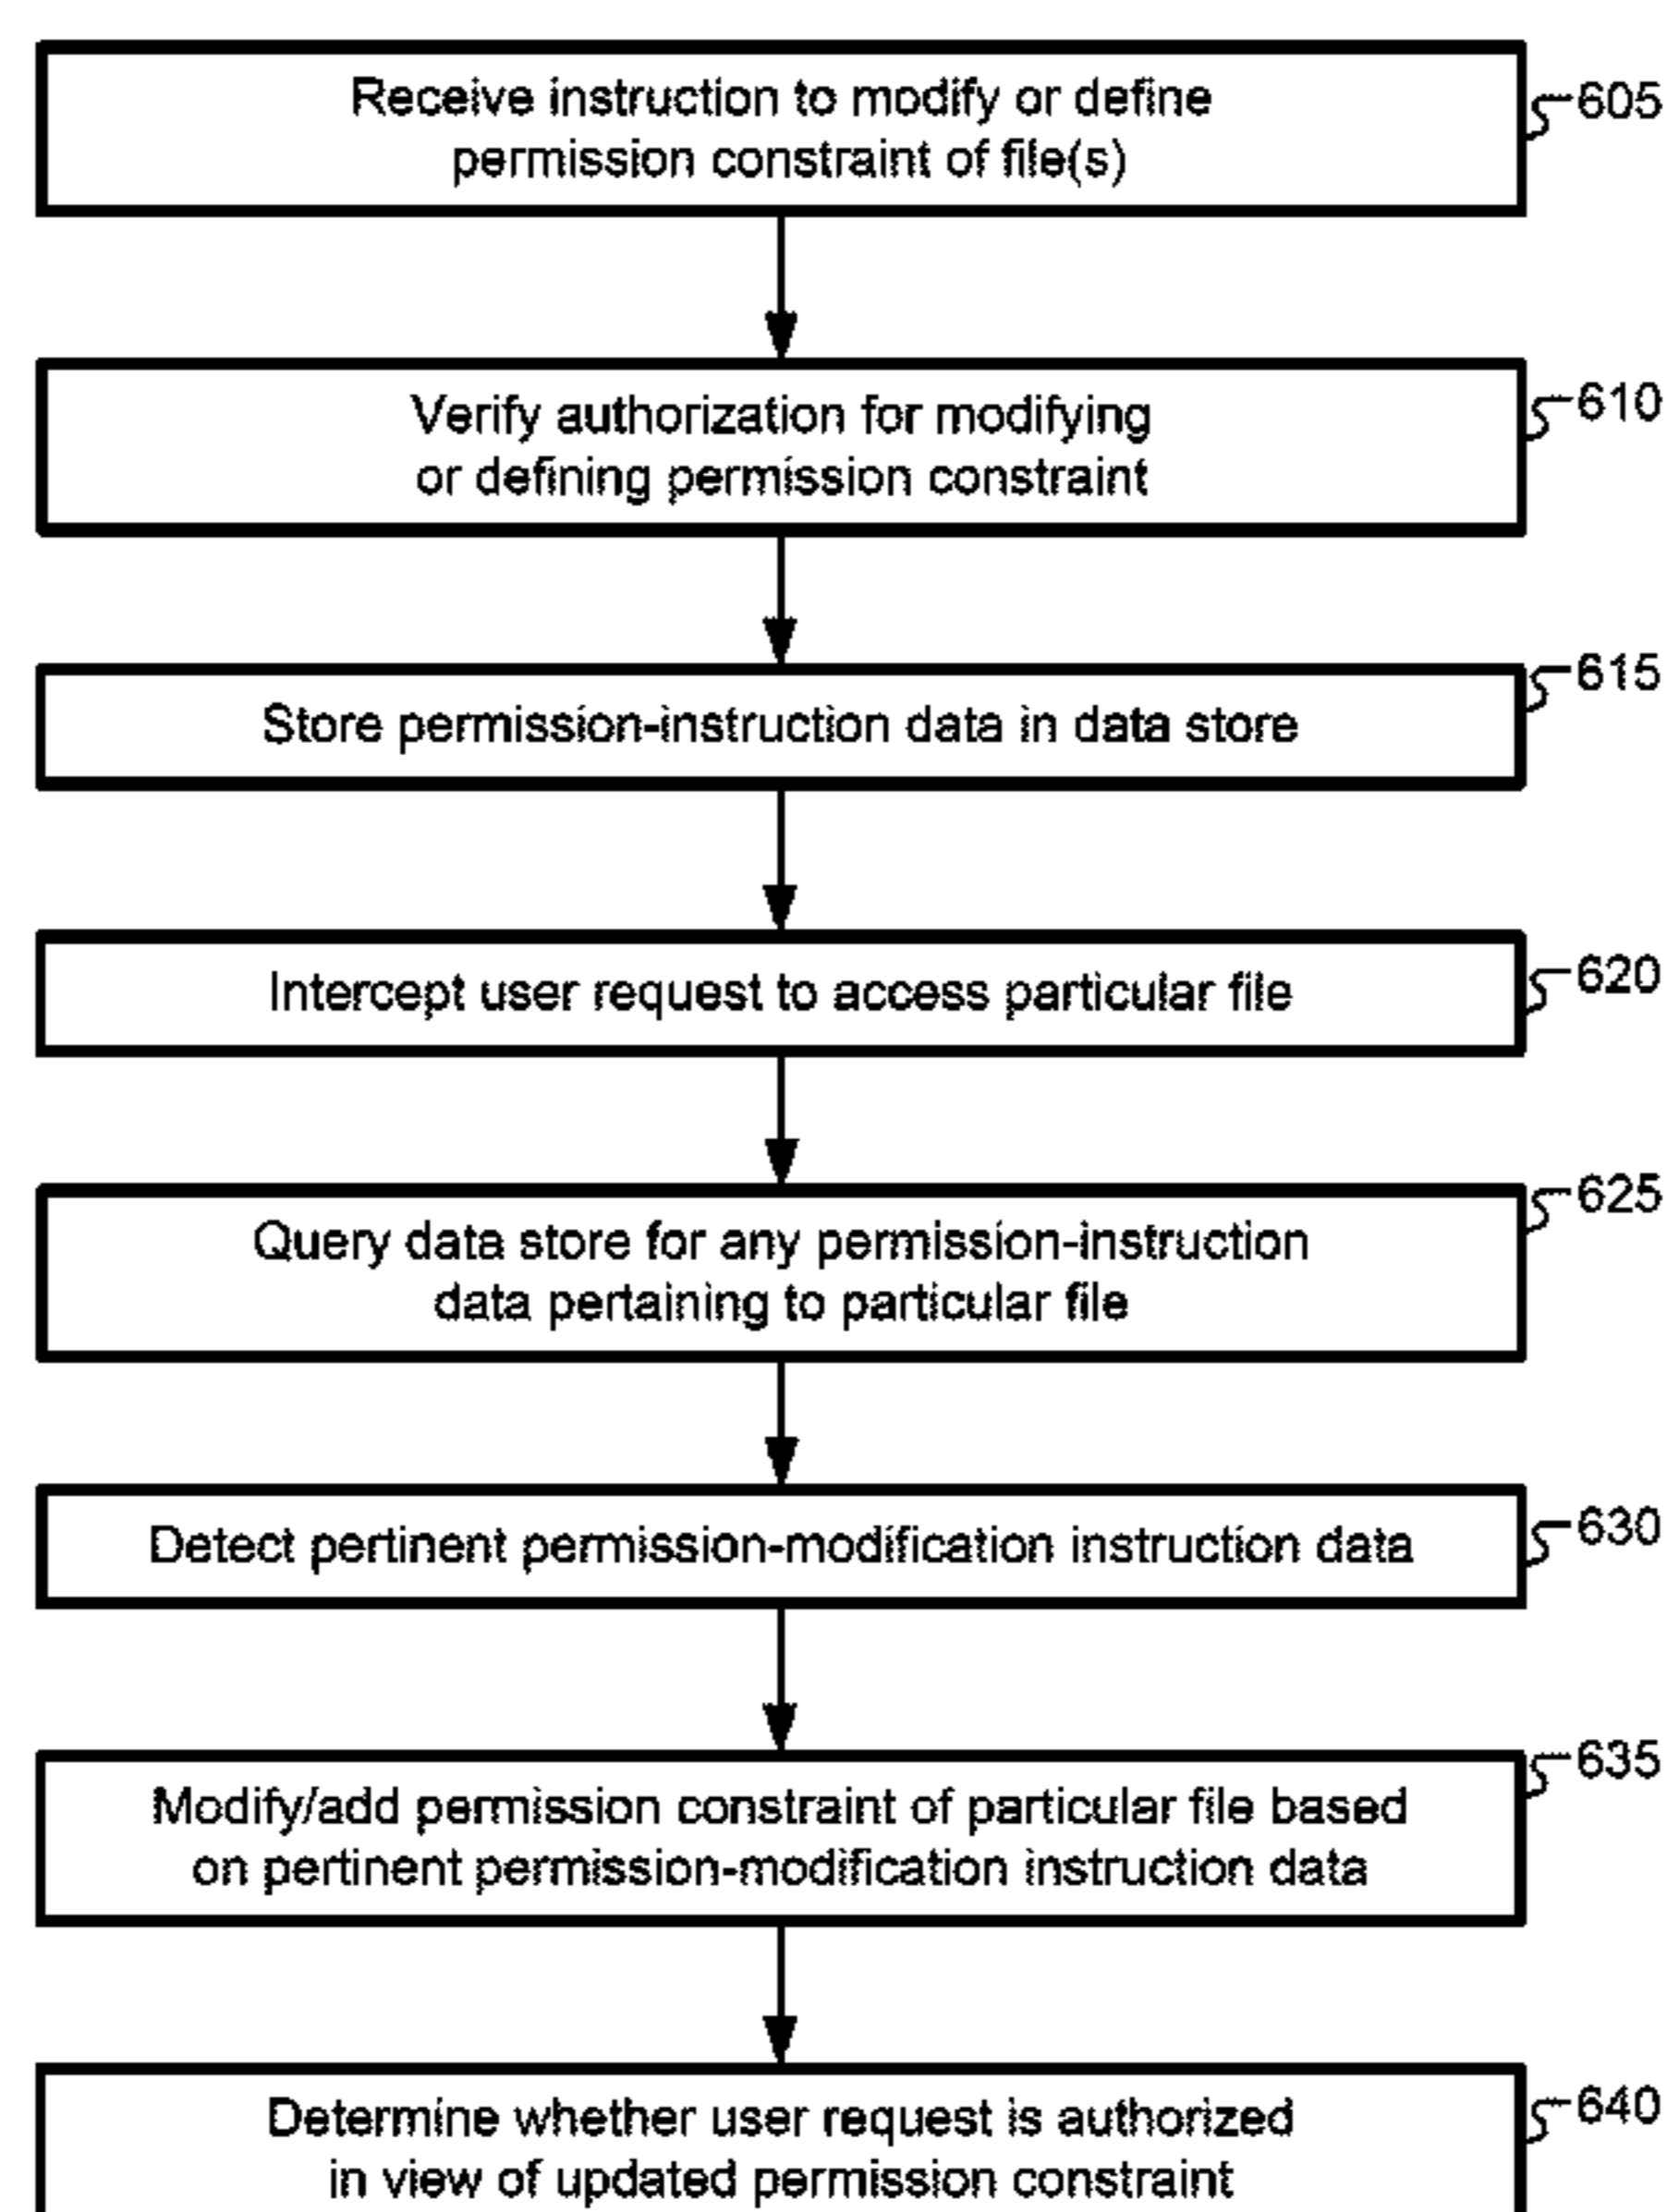 Receive instruction to modify or define
permission constraint of file(s)
605
Verify authorization for modifying
or defining permission constraint
610
Store permission-instruction data in data store
615
Intercept user request to access particular file
620
Query data store for any permission-instruction
data pertaining to particular file
625
Detect pertinent permission-modification instruction data
630
Modify/add permission constraint of particular file based
on pertinent permission-modification instruction data
635
Determine whether user request is authorized
in view of updated permission constraint
640